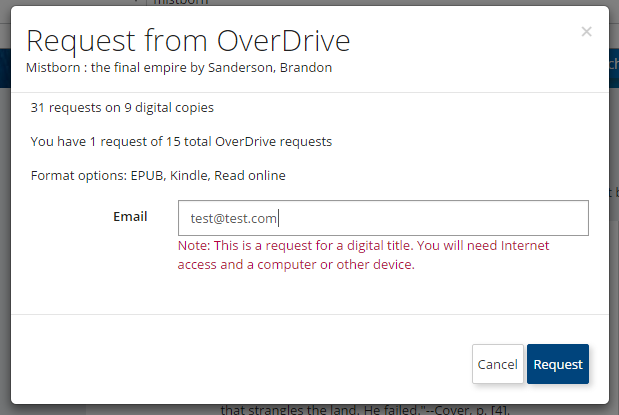 mistborn
Request from OverDrive
×
Mistborn : the final empire by Sanderson, Brandon
31 requests on 9 digital copies
You have 1 request of 15 total OverDrive requests
Format options: EPUB, Kindle, Read online
Email
test@test.com
Note: This is a request for a digital title. You will need Internet
access and a computer or other device.
Cancel
Request
that strangles the land. He failed."--Cover, p. [4].